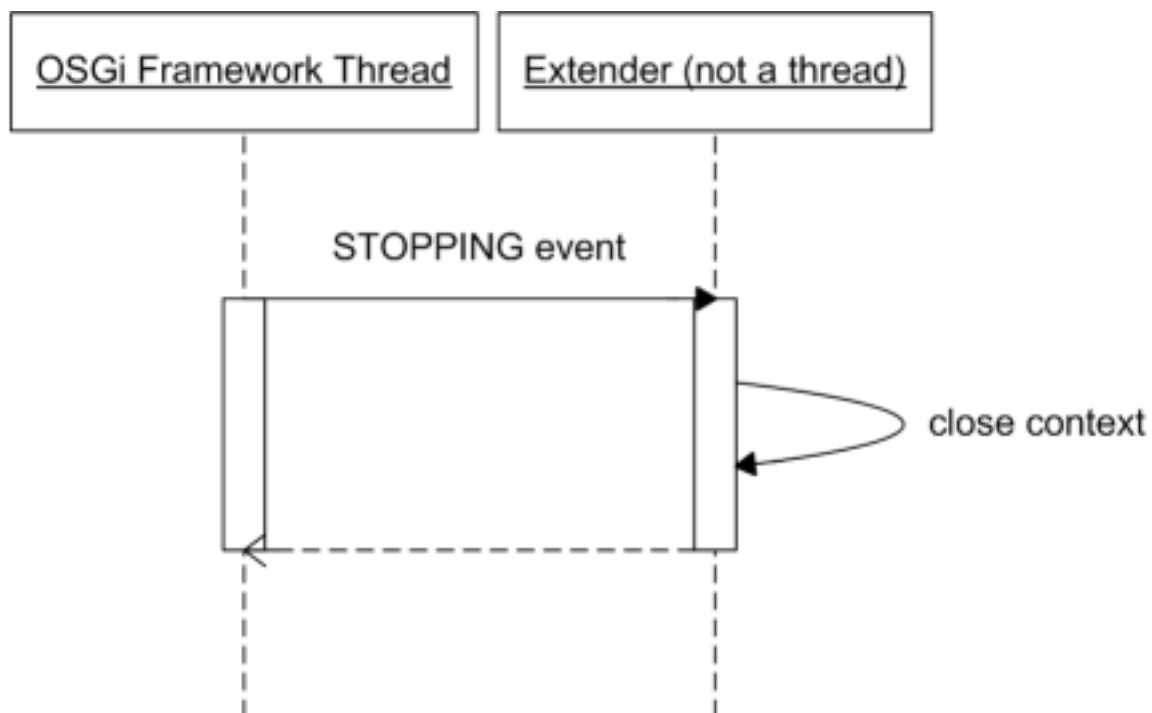 OSGi Framework Thread
Extender (not a thread)
STOPPING event
close context